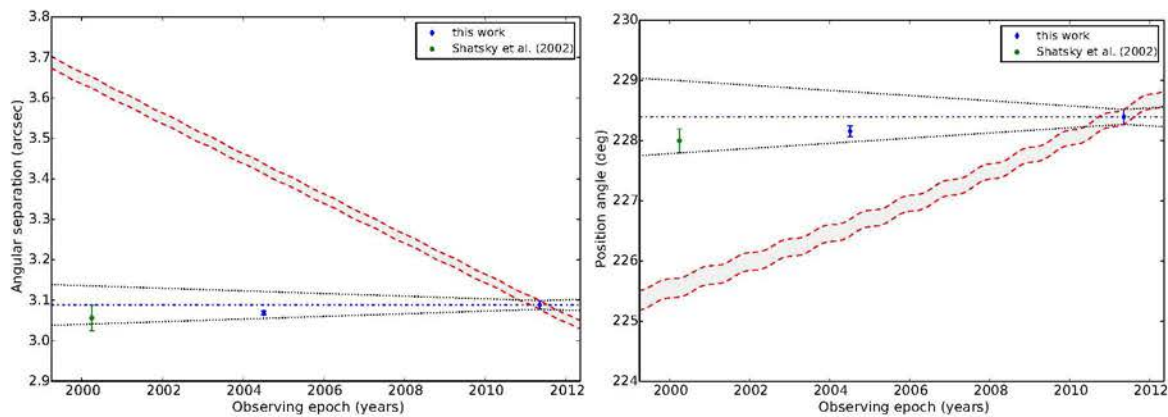 3.8
3.7
3.6
3.5
3.4
3.3
3.2
3.1
3.0
2.9
Angular separation (arcsec)
this work
Shatsky et al. (2002)
2000 2002 2004 2006 2008 2010 2012
Observing epoch (years)
230
229
228
227
226
225
224
Position angle (deg)
this work
Shatsky et al. (2002)
2000 2002 2004 2006 2008 2010 2012
Observing epoch (years)